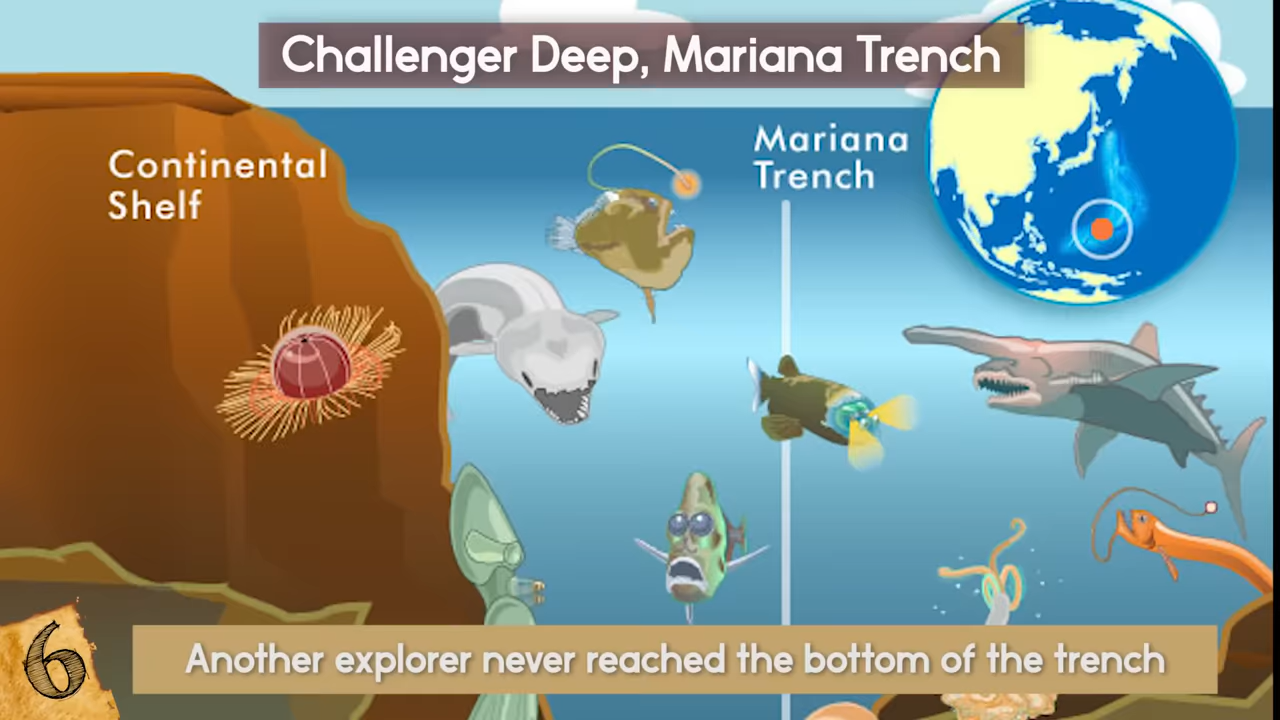 Challenger Deep, Mariana Trench
Continental
Shelf
Mariana
Trench
6
Another explorer never reached the bottom of the trench